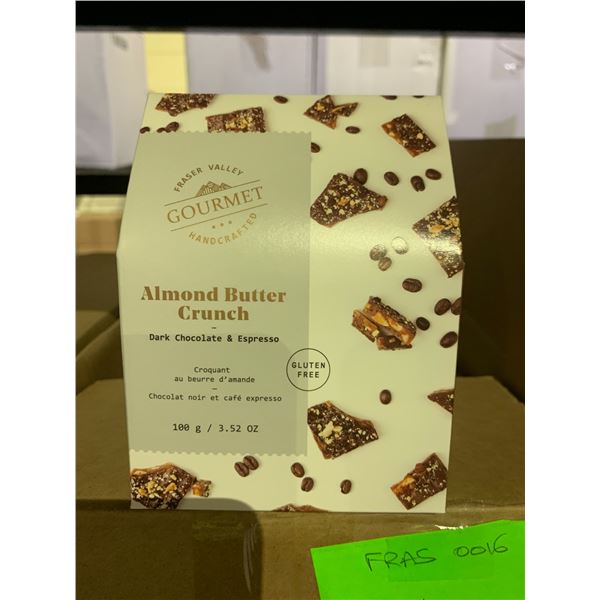 FRASER VALLEY
GOURMET
HANDCRAFTED
Almond Butter
Crunch
Dark Chocolate & Espresso
Croquant
au beurre d'amande
Chocolat noir et café expresso
100 g / 3.52 OZ
GLUTEN
FREE
FRAS 0016